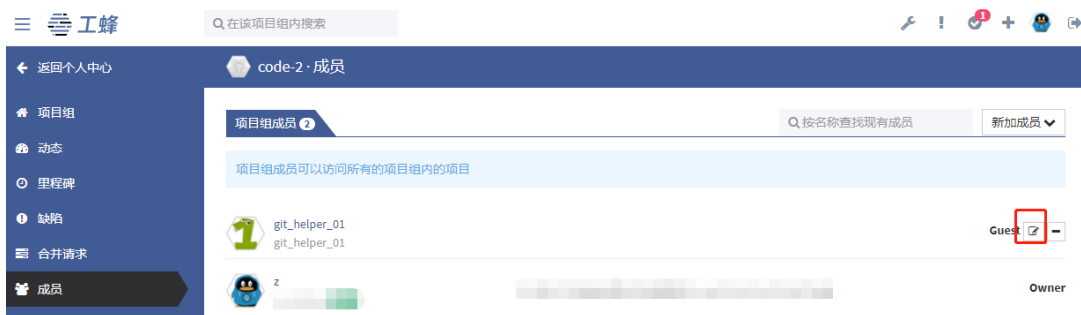 工蜂
在该项目组内搜索
1
返回个人中心
code-2 · 成员
项目组
动态
里程碑
缺陷
合并请求
成员
项目组成员 2
按名称查找现有成员
新加成员
项目组成员可以访问所有的项目组内的项目
git_helper_01
git_helper_01
Guest
z
Owner